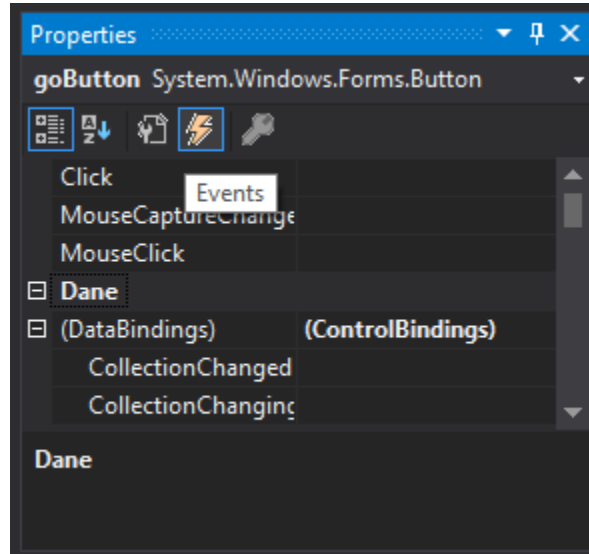 Properties
goButton System.Windows.Forms.Button
Click
Events
MouseCaptureChange
MouseClick
Dane
(DataBindings) (ControlBindings)
CollectionChanged
CollectionChanging
Dane